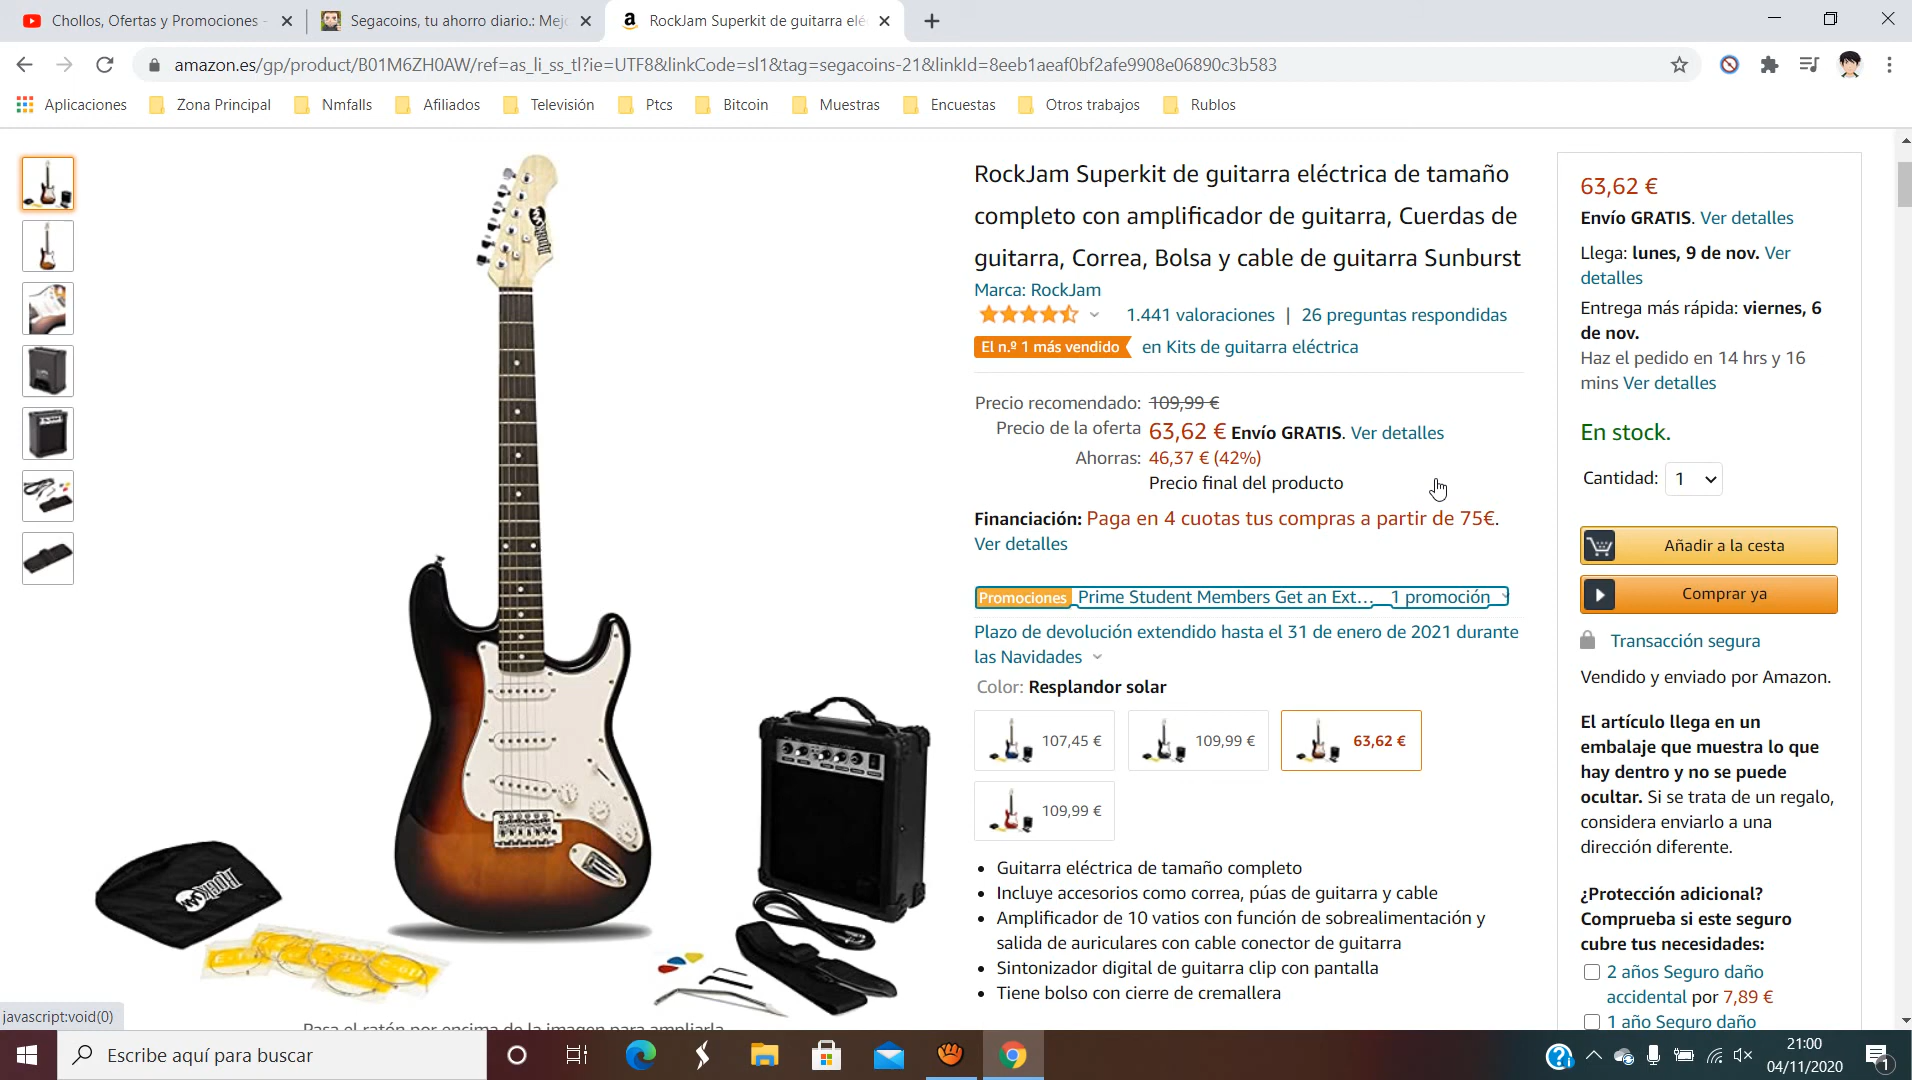 Chollos, Ofertas y Promociones -
Segacoins, tu ahorro diario.: Mejo
RockJam Superkit de guitarra elé
amazon.es/gp/product/B01M6ZH0AW/ref=as_li_ss_tl?ie=UTF8&linkCode=sl1&tag=segacoins-21&linkId=8eeb1aeaf0bf2afe9908e06890c3b583
Aplicaciones
Zona Principal
Nmfalls
Afiliados
Televisión
Ptcs
Bitcoin
Muestras
Encuestas
Otros trabajos
Rublos
RockJam Superkit de guitarra eléctrica de tamaño
completo con amplificador de guitarra, Cuerdas de
guitarra, Correa, Bolsa y cable de guitarra Sunburst
Marca: RockJam
1.441 valoraciones | 26 preguntas respondidas
El n.º 1 más vendido en Kits de guitarra eléctrica
Precio recomendado: 109,99 €
Precio de la oferta 63,62 € Envío GRATIS. Ver detalles
Ahorras: 46,37 € (42%)
Precio final del producto
Financiación: Paga en 4 cuotas tus compras a partir de 75€.
Ver detalles
Promociones Prime Student Members Get an Ext... 1 promoción
Plazo de devolución extendido hasta el 31 de enero de 2021 durante
las Navidades
Color: Resplandor solar
107,45 €
109,99 €
63,62 €
109,99 €
• Guitarra eléctrica de tamaño completo
• Incluye accesorios como correa, púas de guitarra y cable
• Amplificador de 10 vatios con función de sobrealimentación y
salida de auriculares con cable conector de guitarra
• Sintonizador digital de guitarra clip con pantalla
• Tiene bolso con cierre de cremallera
63,62 €
Envío GRATIS. Ver detalles
Llega: lunes, 9 de nov. Ver
detalles
Entrega más rápida: viernes, 6
de nov.
Haz el pedido en 14 hrs y 16
mins Ver detalles
En stock.
Cantidad: 1
Añadir a la cesta
Comprar ya
Transacción segura
Vendido y enviado por Amazon.
El artículo llega en un
embalaje que muestra lo que
hay dentro y no se puede
ocultar. Si se trata de un regalo,
considera enviarlo a una
dirección diferente.
¿Protección adicional?
Comprueba si este seguro
cubre tus necesidades:
2 años Seguro daño
accidental por 7,89 €
1 año Seguro daño
ROCKJAM
ROCKJAM
Pasa el ratón por encima de la imagen para ampliarla
javascript:void(0)
Escribe aquí para buscar
21:00
04/11/2020
1